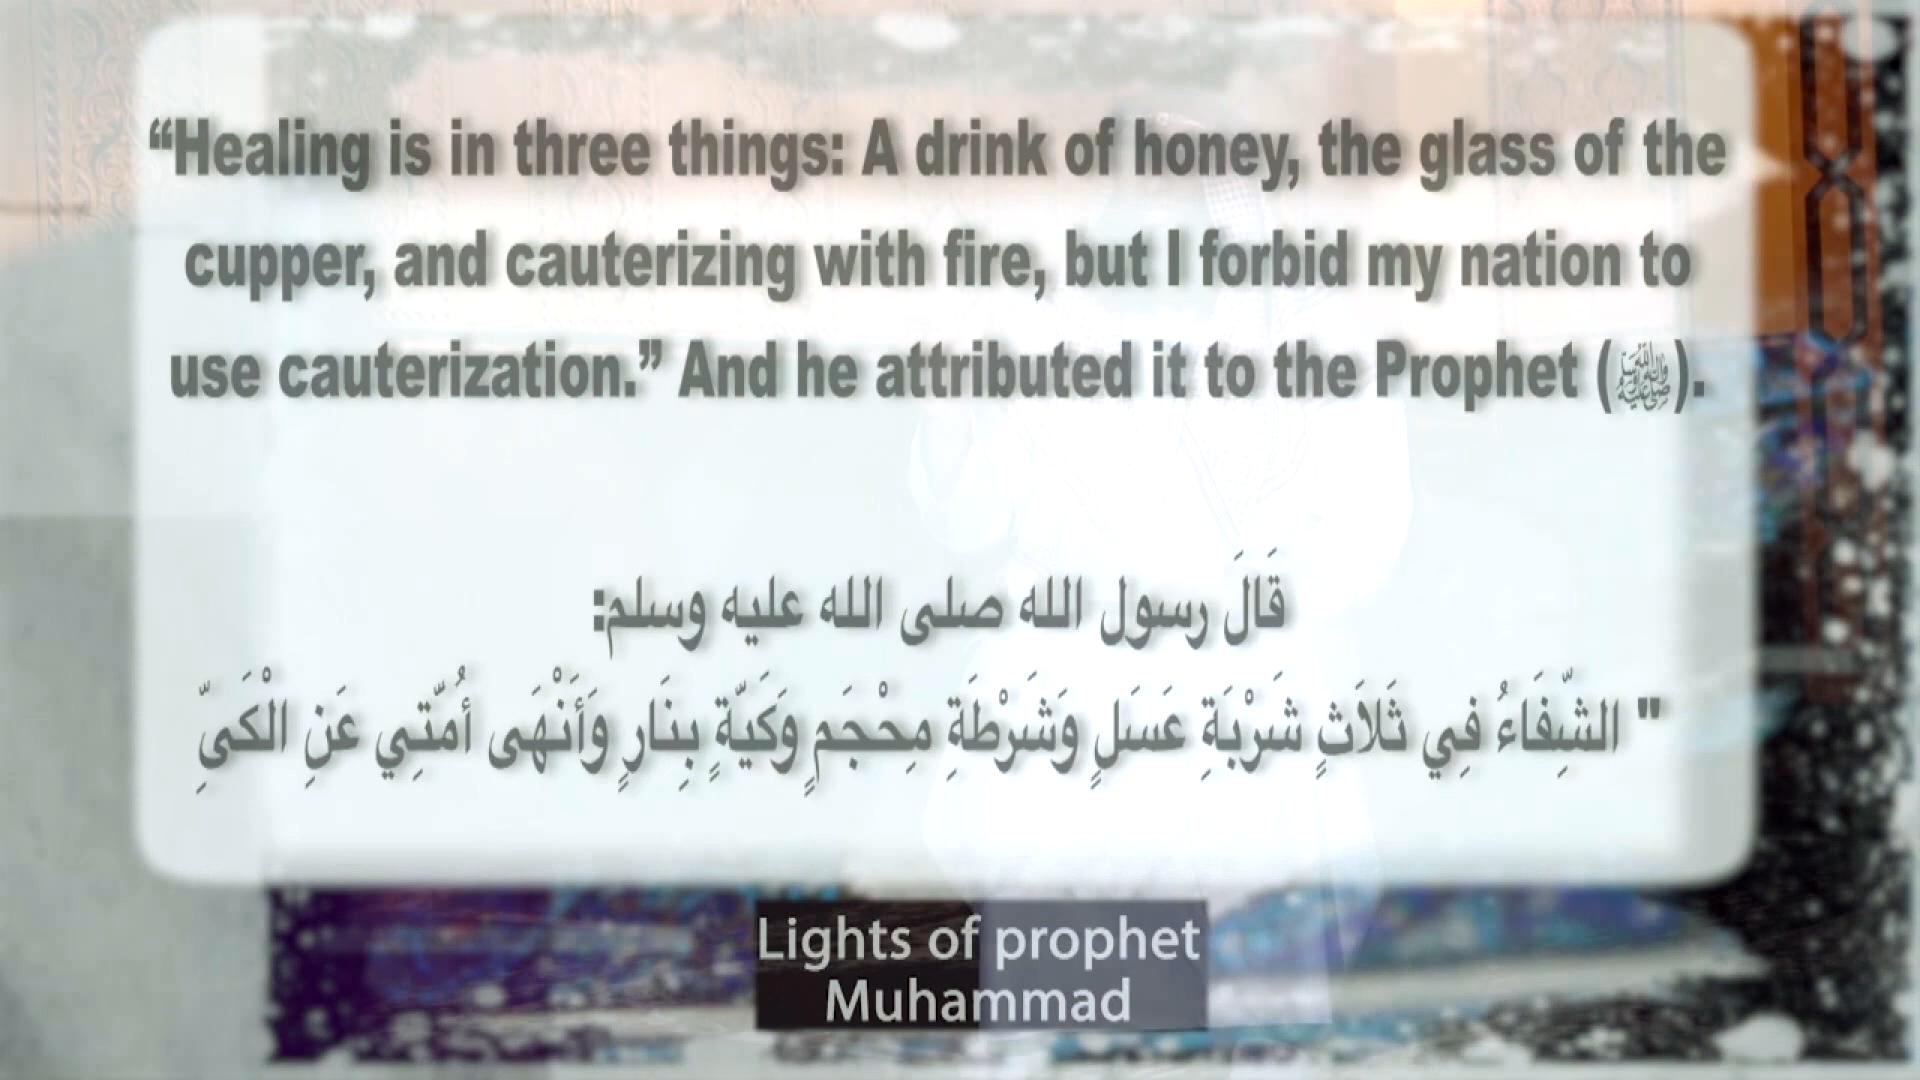 “Healing is in three things: A drink of honey, the glass of the
cupper, and cauterizing with fire, but I forbid my nation to
use cauterization.” And he attributed it to the Prophet (ﷺ).
قَالَ رسول الله صلى الله عليه وسلم:
" الشِّفَاءُ فِي ثَلاَثٍ شَرْبَةِ عَسَلٍ وَشَرْطَةِ مِحْجَمٍ وَكَيَّةٍ بِنَارٍ وَأَنْهَى أُمَّتِي عَنِ الْكَىِّ
Lights of prophet
Muhammad